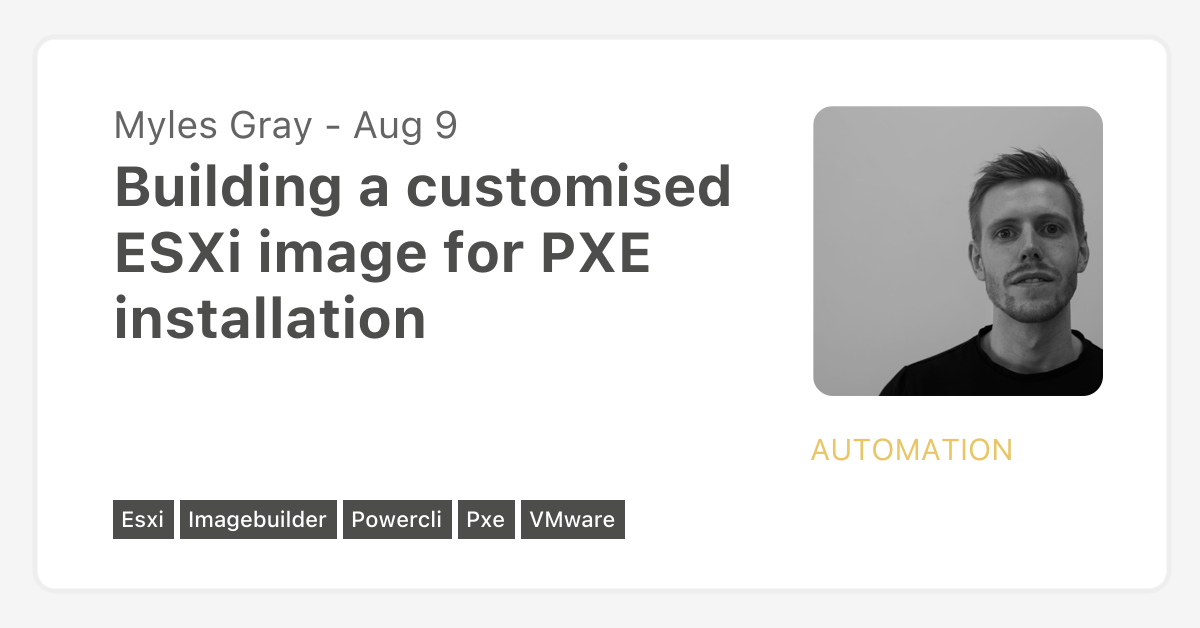 Myles Gray - Aug 9
Building a customised
ESXi image for PXE
installation
AUTOMATION
Esxi Imagebuilder Powercli Pxe VMware